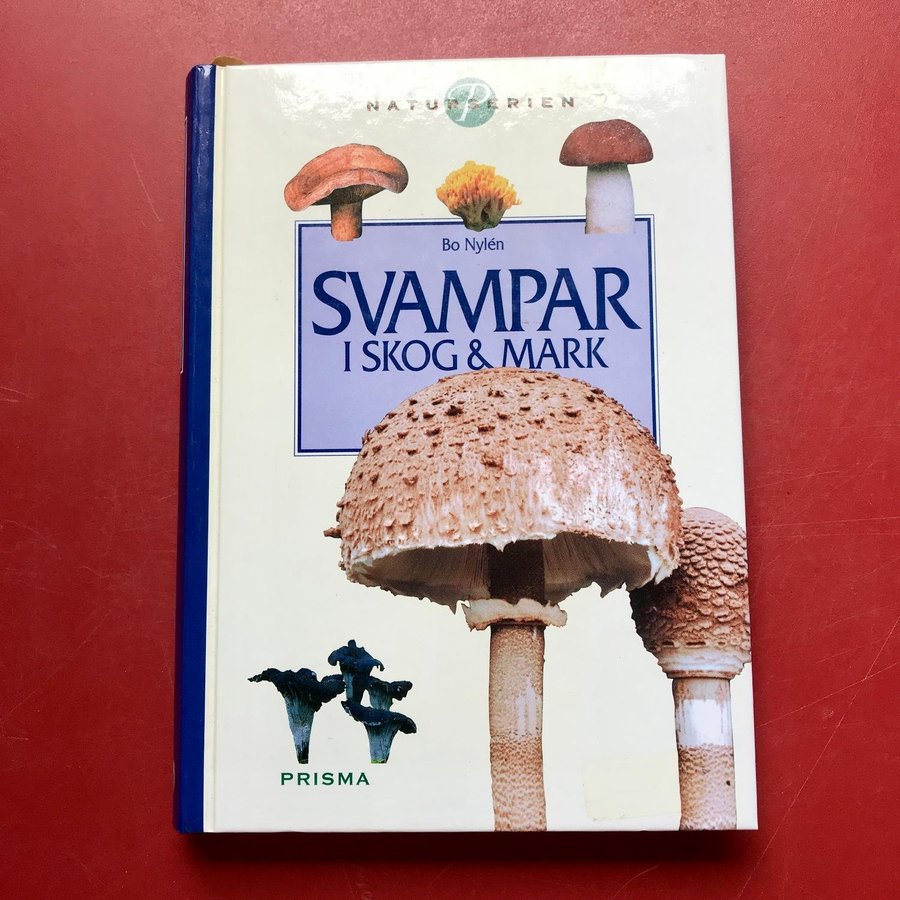 NATURSERIEN
P
Bo Nylén
SVAMPAR
I SKOG & MARK
PRISMA